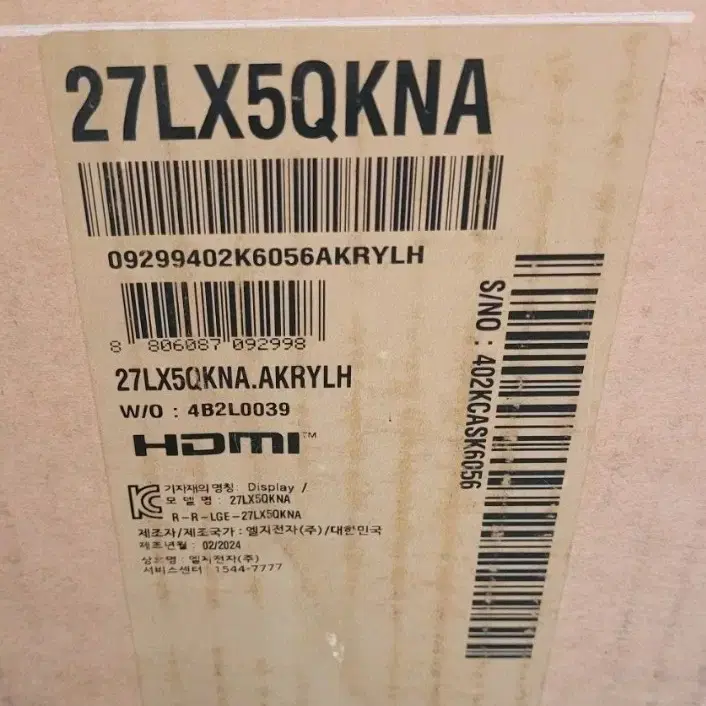 27LX5QKNA
09299402K6056AKRYLH
8 806087 092998
27LX5QKNA.AKRYLH
W/O : 4B2L0039
HDMI™
기자재의 명칭: Display /
모 델 명 : 27LX5QKNA
R-R-LGE-27LX5QKNA
제조자/제조국가 : 엘지전자(주)/대한민국
제조년월 : 02/2024
상호명 : 엘지전자(주)
서비스센터 : 1544-7777
S/NO : 402KCASK6056